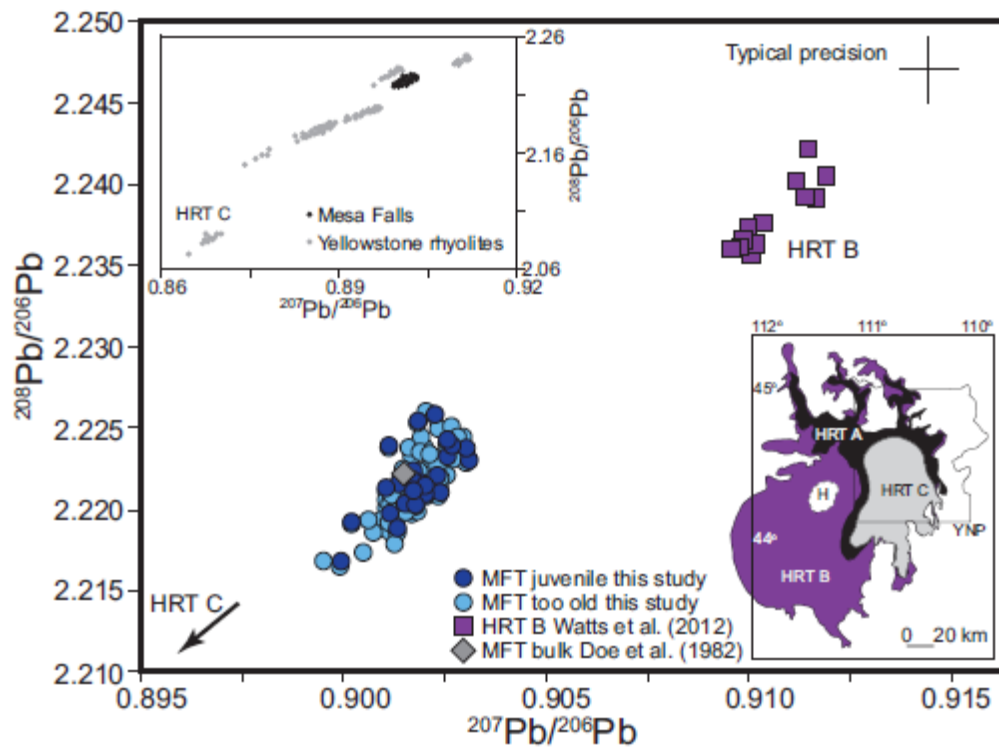 2.250
2.245
2.240
2.235
2.230
2.225
2.220
2.215
2.210
²⁰⁸Pb/²⁰⁶Pb
0.895
0.900
0.905
0.910
0.915
²⁰⁷Pb/²⁰⁶Pb
Typical precision
HRT B
HRT C
MFT juvenile this study
MFT too old this study
HRT B Watts et al. (2012)
MFT bulk Doe et al. (1982)
HRT C
Mesa Falls
Yellowstone rhyolites
2.26
2.16
2.06
²⁰⁸Pb/²⁰⁶Pb
0.86
0.89
0.92
²⁰⁷Pb/²⁰⁶Pb
112°
111°
110°
45°
HRT A
HRT C
H
YNP
44°
HRT B
0 20 km